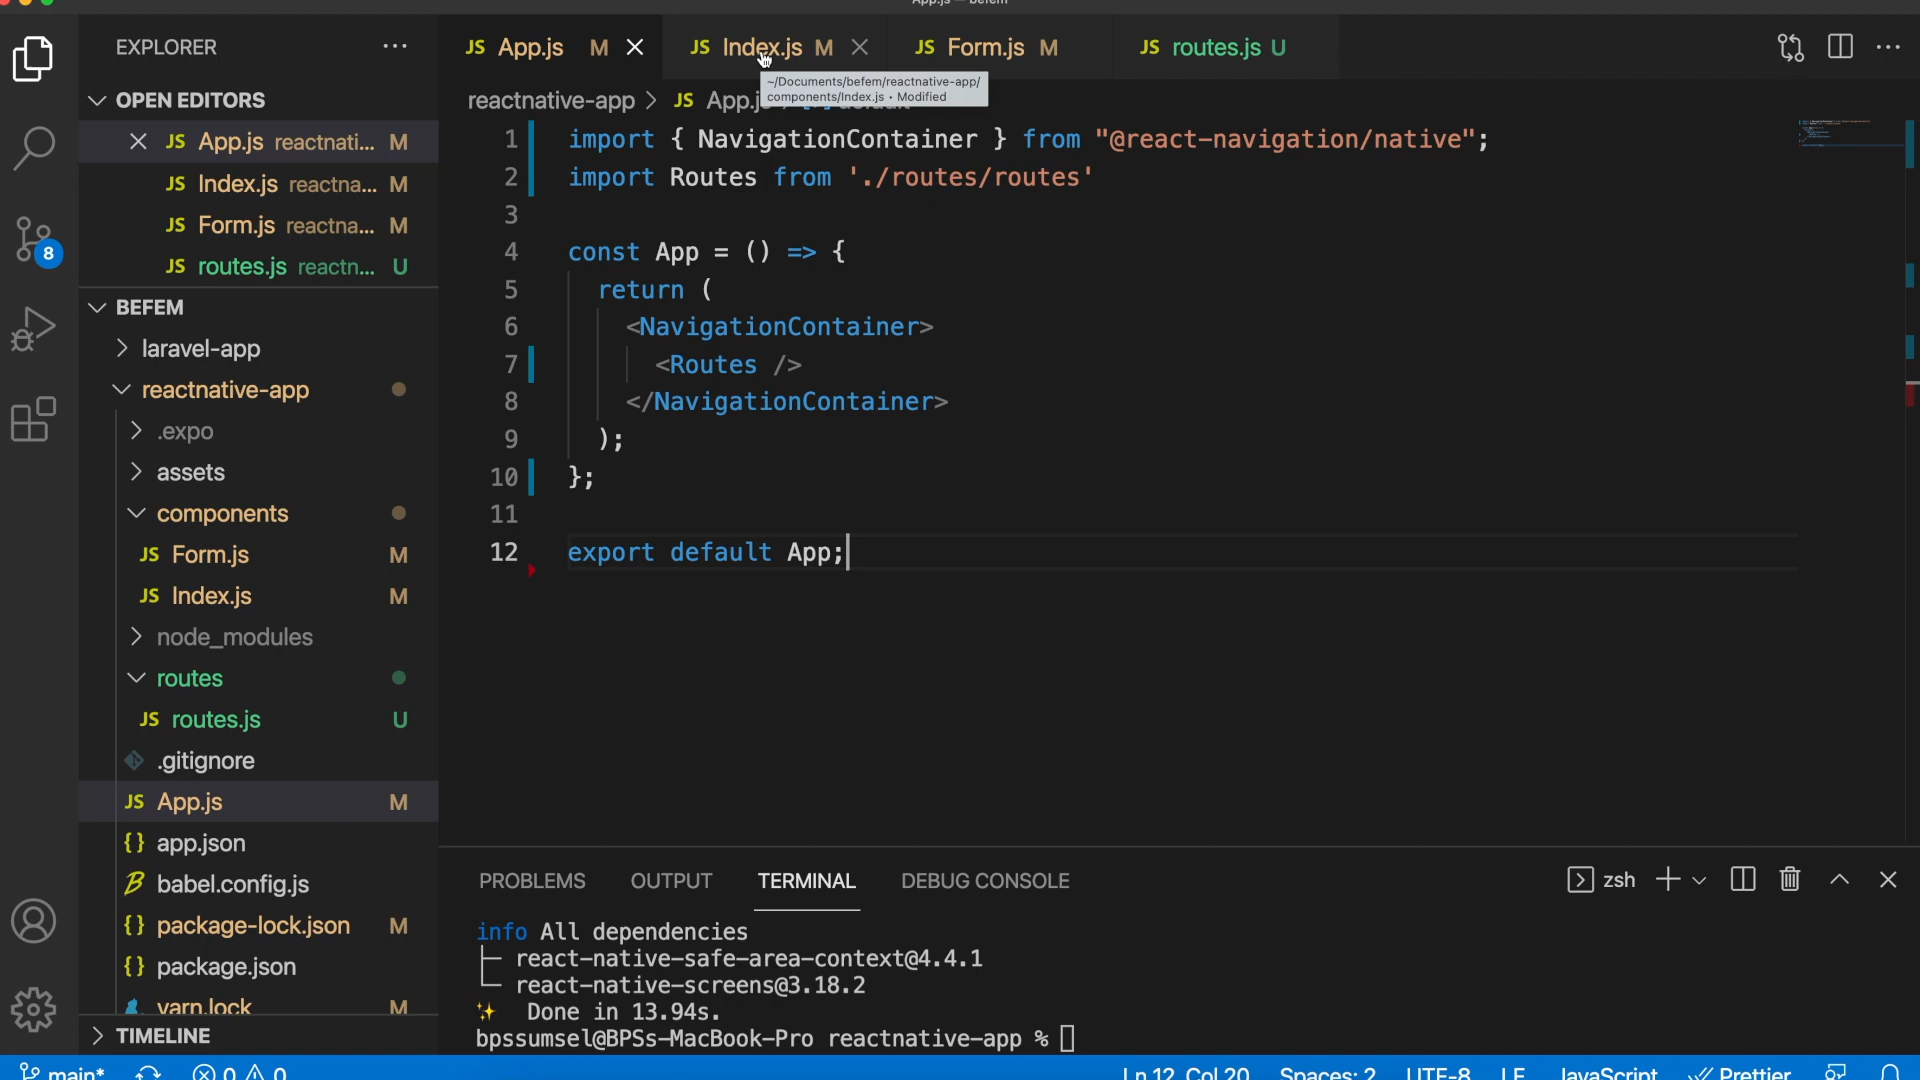 EXPLORER
OPEN EDITORS
JS App.js reactnati... M
JS Index.js reactna... M
JS Form.js reactna... M
JS routes.js reactn... U
BEFEM
laravel-app
reactnative-app
.expo
assets
components
JS Form.js M
JS Index.js M
node_modules
routes
JS routes.js U
.gitignore
JS App.js M
{} app.json
babel.config.js
{} package-lock.json M
{} package.json
yarn.lock M
TIMELINE
8
JS App.js M
JS Index.js M
JS Form.js M
JS routes.js U
~/Documents/befem/reactnative-app/
components/Index.js • Modified
reactnative-app > JS App.js
1 import { NavigationContainer } from "@react-navigation/native";
2 import Routes from './routes/routes'
3
4 const App = () => {
5 return (
6 <NavigationContainer>
7 <Routes />
8 </NavigationContainer>
9 );
10 };
11
12 export default App;
PROBLEMS OUTPUT TERMINAL DEBUG CONSOLE
zsh
info All dependencies
├─ react-native-safe-area-context@4.4.1
└─ react-native-screens@3.18.2
✨ Done in 13.94s.
bpssumsel@BPSs-MacBook-Pro reactnative-app %
main* 0 0 Ln 12, Col 20 Spaces: 2 UTF-8 LF JavaScript Prettier